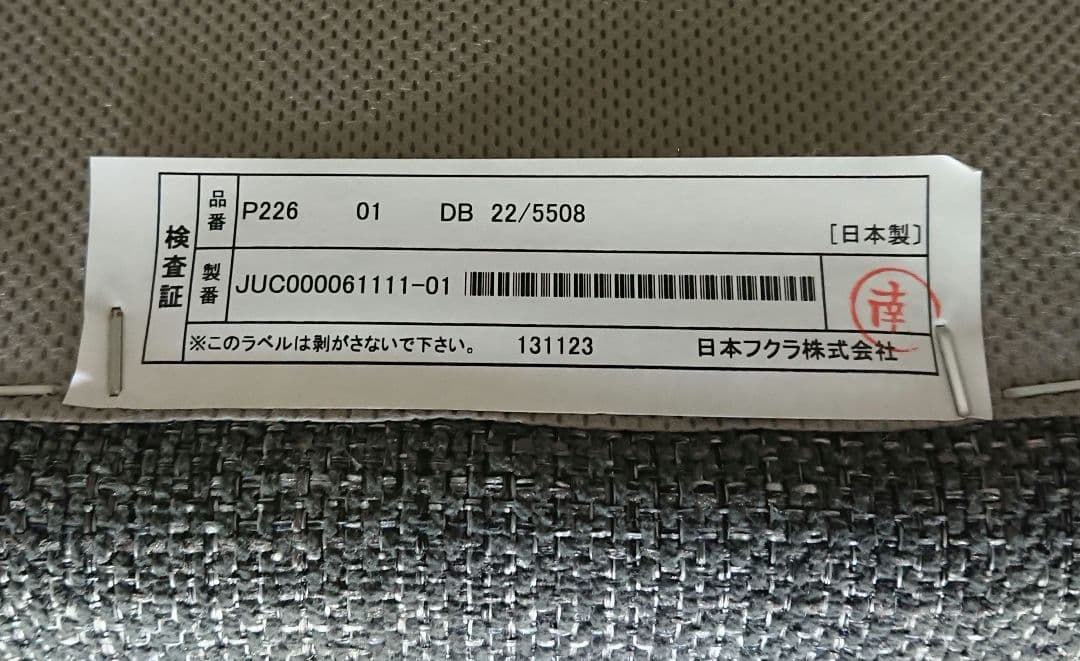 検査証
品番 P226 01 DB 22/5508
[日本製]
製番 JUC000061111-01
南
※このラベルは剥がさないで下さい。 131123 日本フクラ株式会社